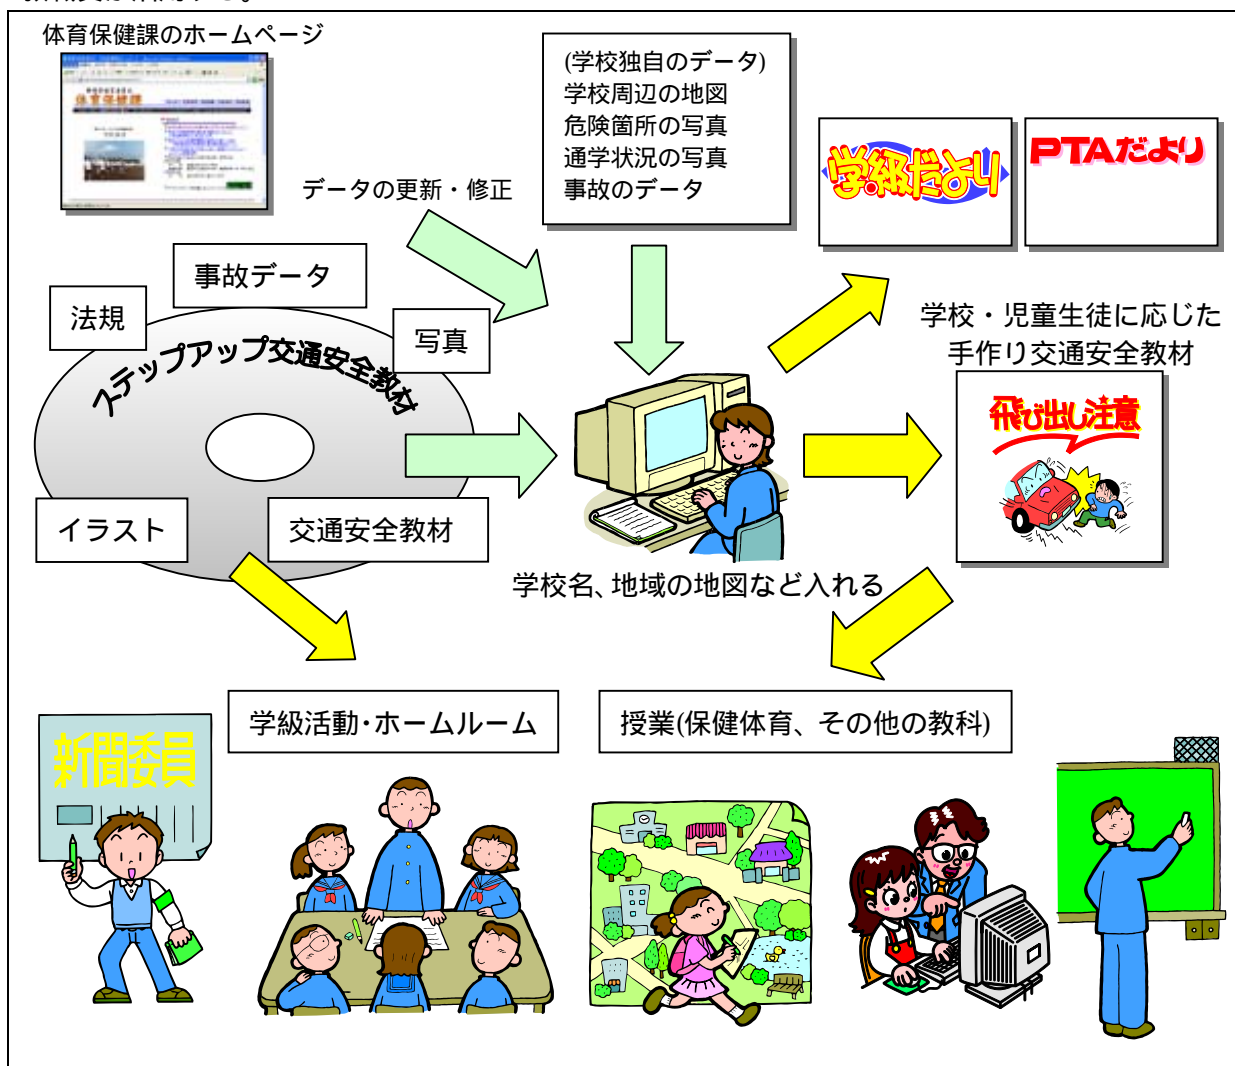 体育保健課のホームページ
体育保健課
(学校独自のデータ)
学校周辺の地図
危険箇所の写真
通学状況の写真
事故のデータ
学級だより
PTAだより
データの更新・修正
事故データ
法規
写真
ステップアップ交通安全教材
イラスト
交通安全教材
学校・児童生徒に応じた
手作り交通安全教材
飛び出し注意
学校名、地域の地図など入れる
学級活動・ホームルーム
授業(保健体育、その他の教科)
新聞委員